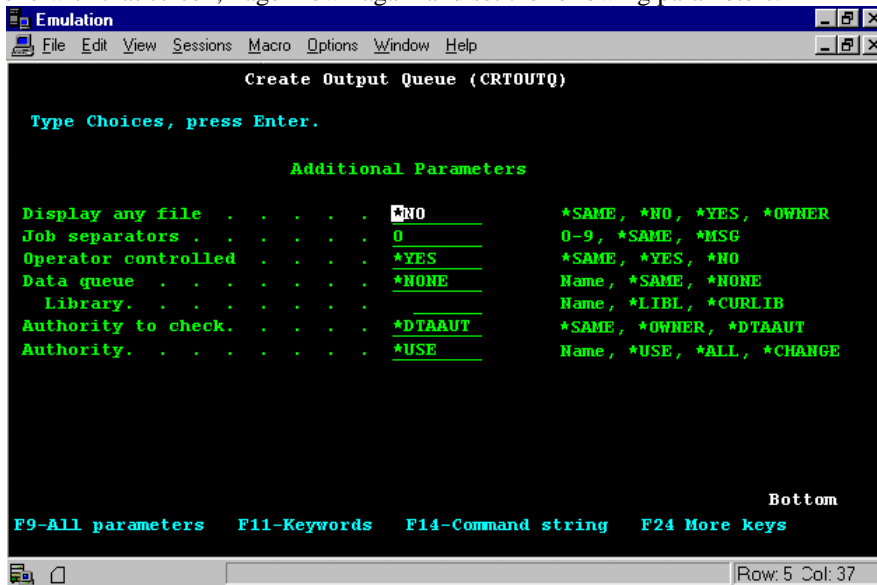 Emulation
File Edit View Sessions Macro Options Window Help
Create Output Queue (CRTOUTQ)
Type Choices, press Enter.
Additional Parameters
Display any file . . . . . *NO *SAME, *NO, *YES, *OWNER
Job separators . . . . . . 0 0-9, *SAME, *MSG
Operator controlled . . . . *YES *SAME, *YES, *NO
Data queue . . . . . . *NONE Name, *SAME, *NONE
Library. . . . . . Name, *LIBL, *CURLIB
Authority to check. . . . . *DTAAUT *SAME, *OWNER, *DTAAUT
Authority. . . . . . . *USE Name, *USE, *ALL, *CHANGE
Bottom
F9-All parameters F11-Keywords F14-Command string F24 More keys
Row: 5 Col: 37